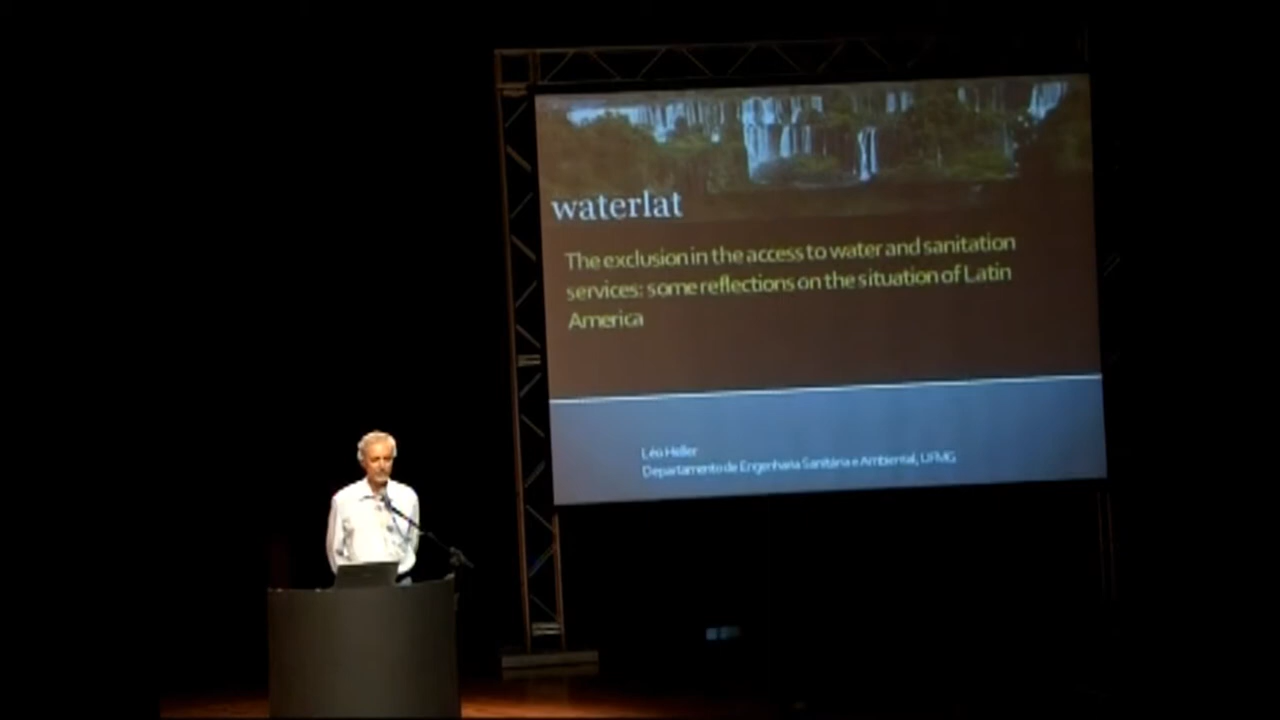 waterlat
The exclusion in the access to water and sanitation
services: some reflections on the situation of Latin
America
Léo Heller
Departamento de Engenharia Sanitária e Ambiental, UFMG